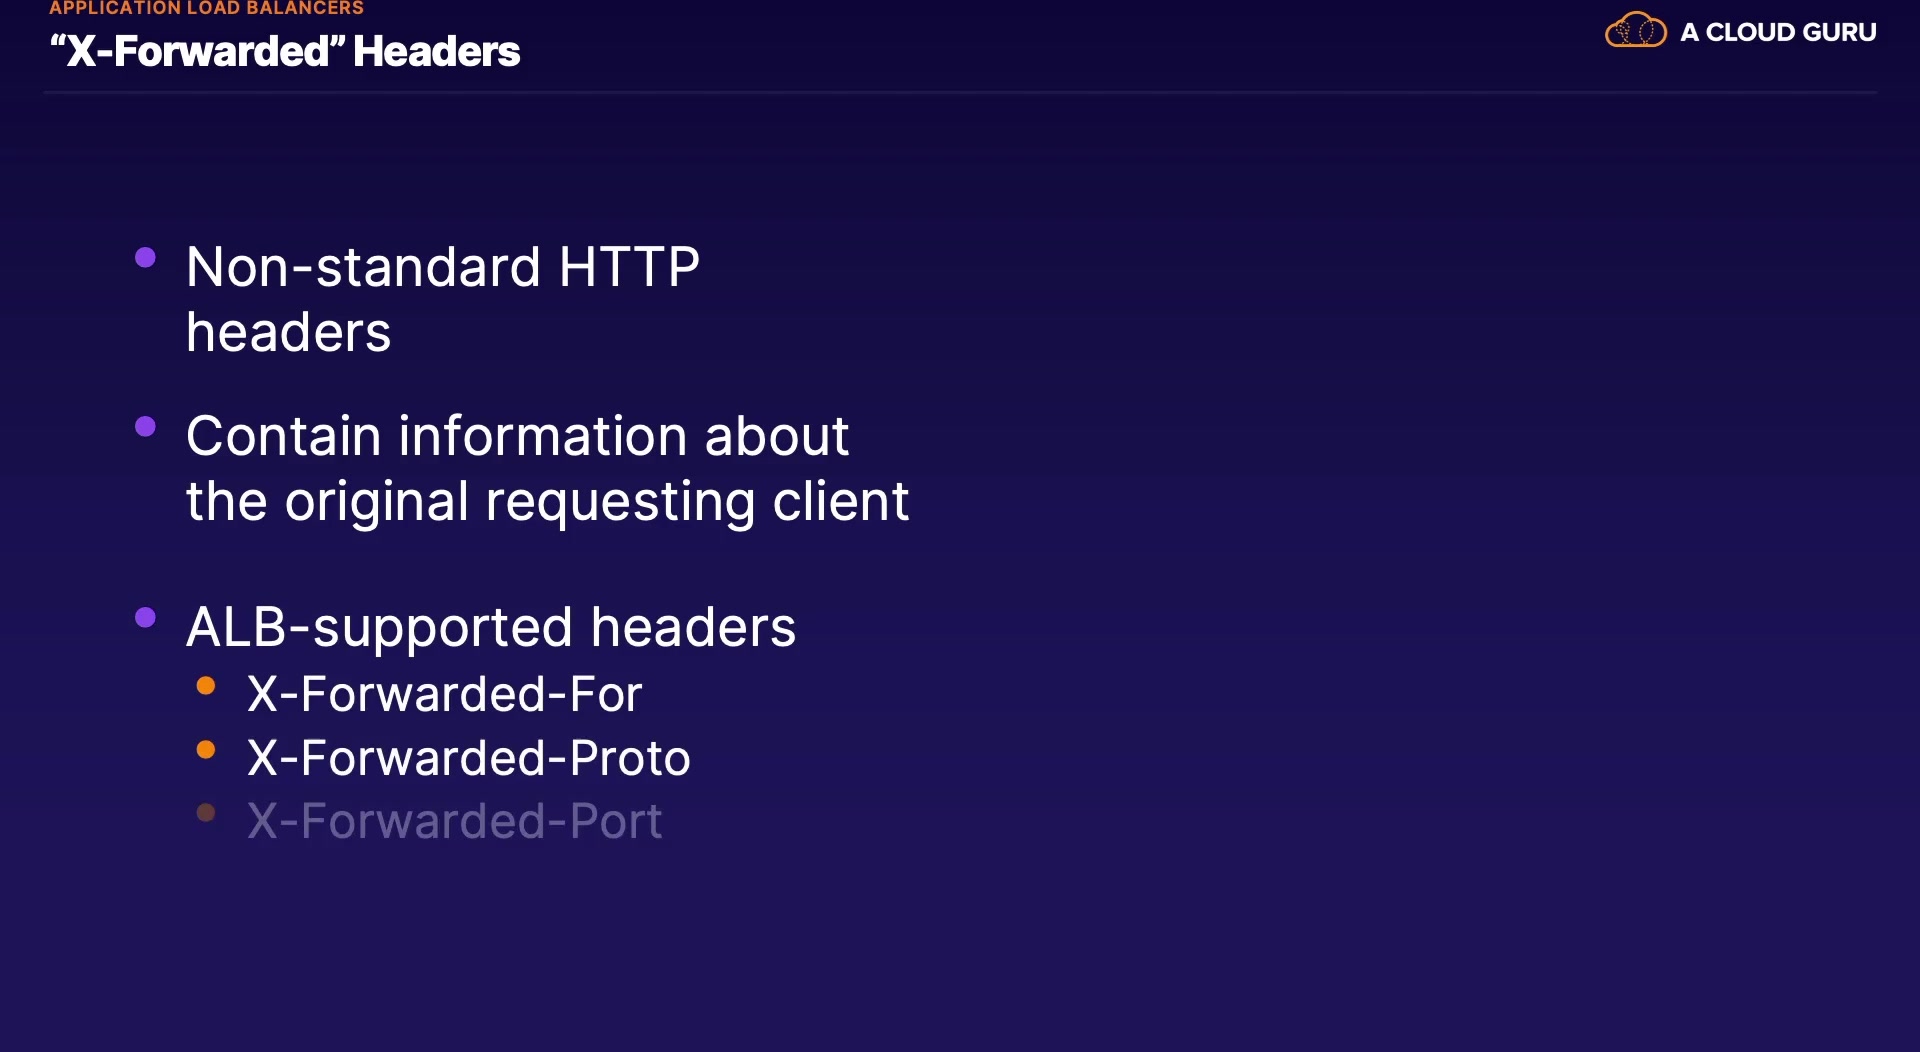 APPLICATION LOAD BALANCERS
“X-Forwarded” Headers
A CLOUD GURU
Non-standard HTTP
headers
Contain information about
the original requesting client
ALB-supported headers
X-Forwarded-For
X-Forwarded-Proto
X-Forwarded-Port